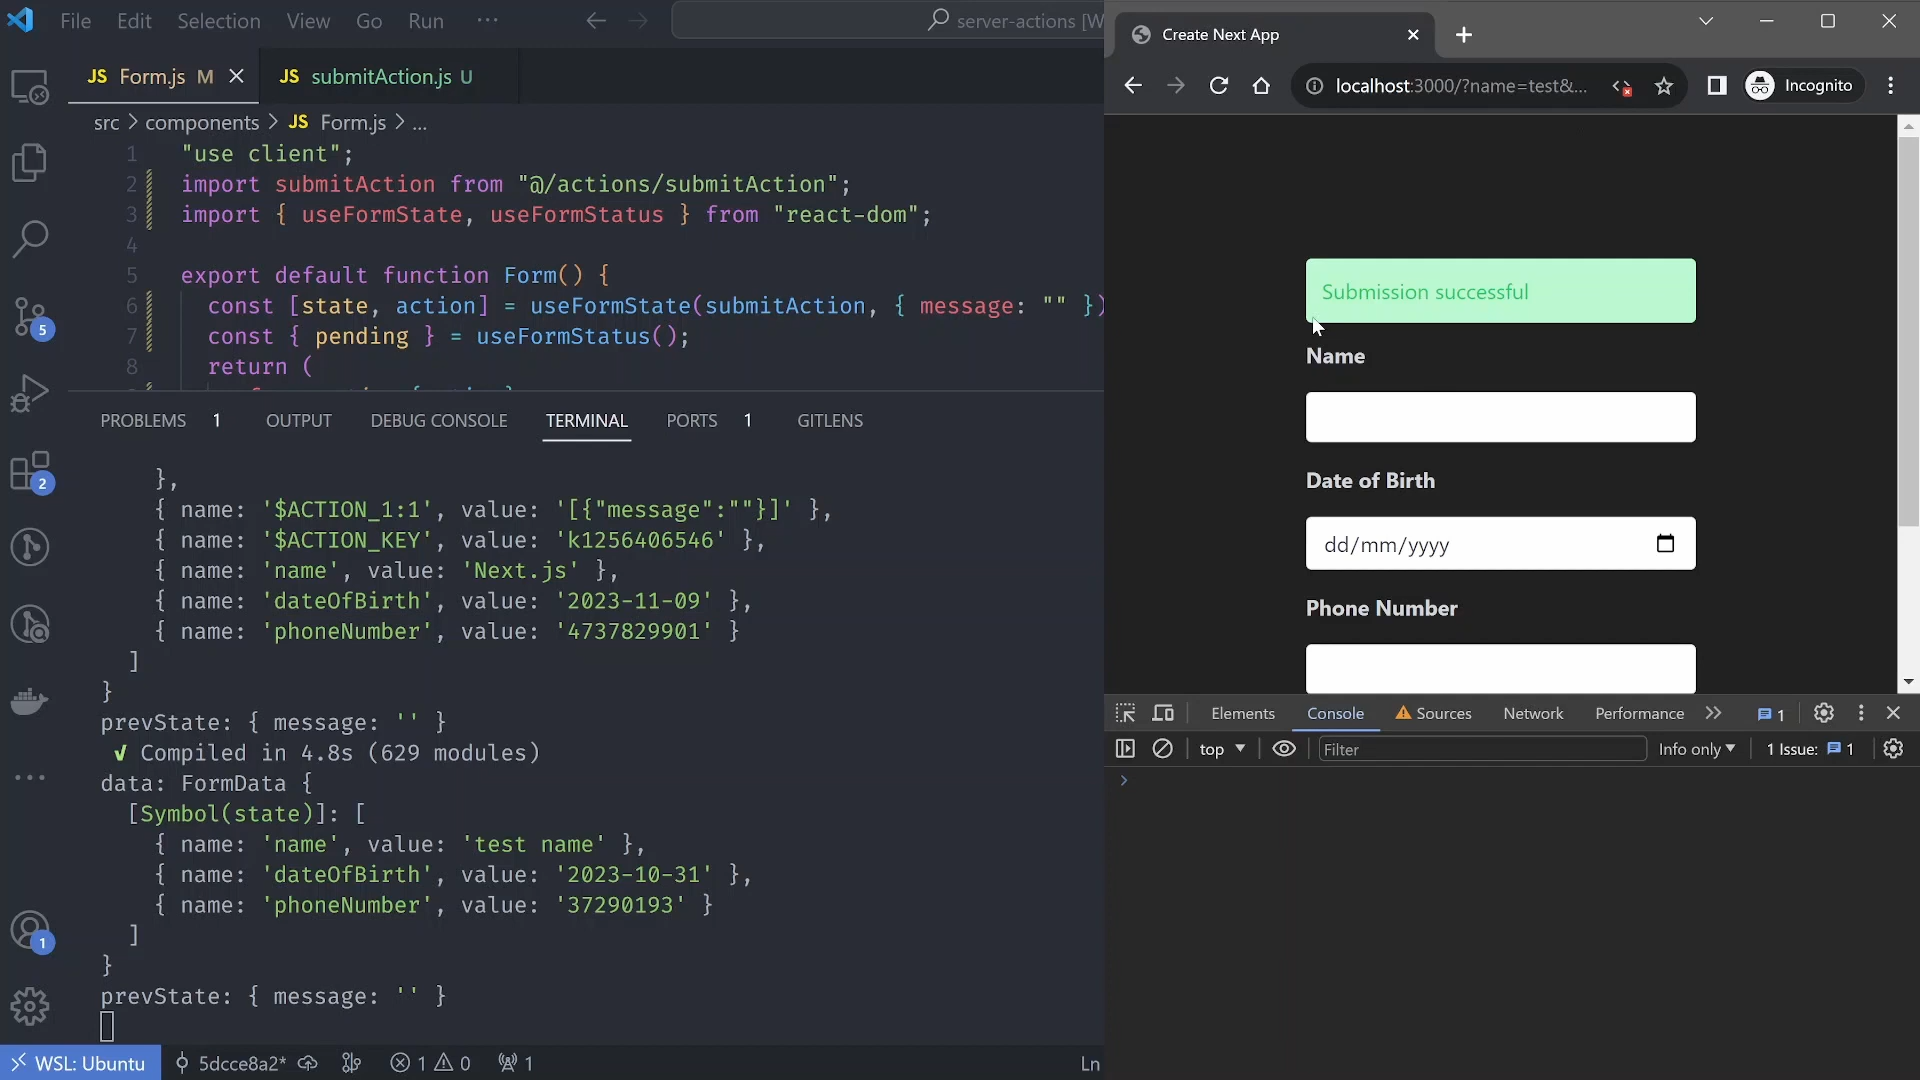 File Edit Selection View Go Run ···
server-actions [W
JS Form.js M
JS submitAction.js U
src > components > JS Form.js > ...
1 "use client";
2 import submitAction from "@/actions/submitAction";
3 import { useFormState, useFormStatus } from "react-dom";
4
5 export default function Form() {
6 const [state, action] = useFormState(submitAction, { message: "" })
7 const { pending } = useFormStatus();
8 return (
PROBLEMS 1 OUTPUT DEBUG CONSOLE TERMINAL PORTS 1 GITLENS
},
{ name: '$ACTION_1:1', value: '[{"message":""}]' },
{ name: '$ACTION_KEY', value: 'k1256406546' },
{ name: 'name', value: 'Next.js' },
{ name: 'dateOfBirth', value: '2023-11-09' },
{ name: 'phoneNumber', value: '4737829901' }
]
}
prevState: { message: '' }
√ Compiled in 4.8s (629 modules)
data: FormData {
[Symbol(state)]: [
{ name: 'name', value: 'test name' },
{ name: 'dateOfBirth', value: '2023-10-31' },
{ name: 'phoneNumber', value: '37290193' }
]
}
prevState: { message: '' }
5
2
1
WSL: Ubuntu 5dcce8a2* 1 0 1 Ln
Create Next App
localhost:3000/?name=test&... Incognito
Submission successful
Name
Date of Birth
dd/mm/yyyy
Phone Number
Elements Console Sources Network Performance 1
top Filter Info only 1 Issue: 1